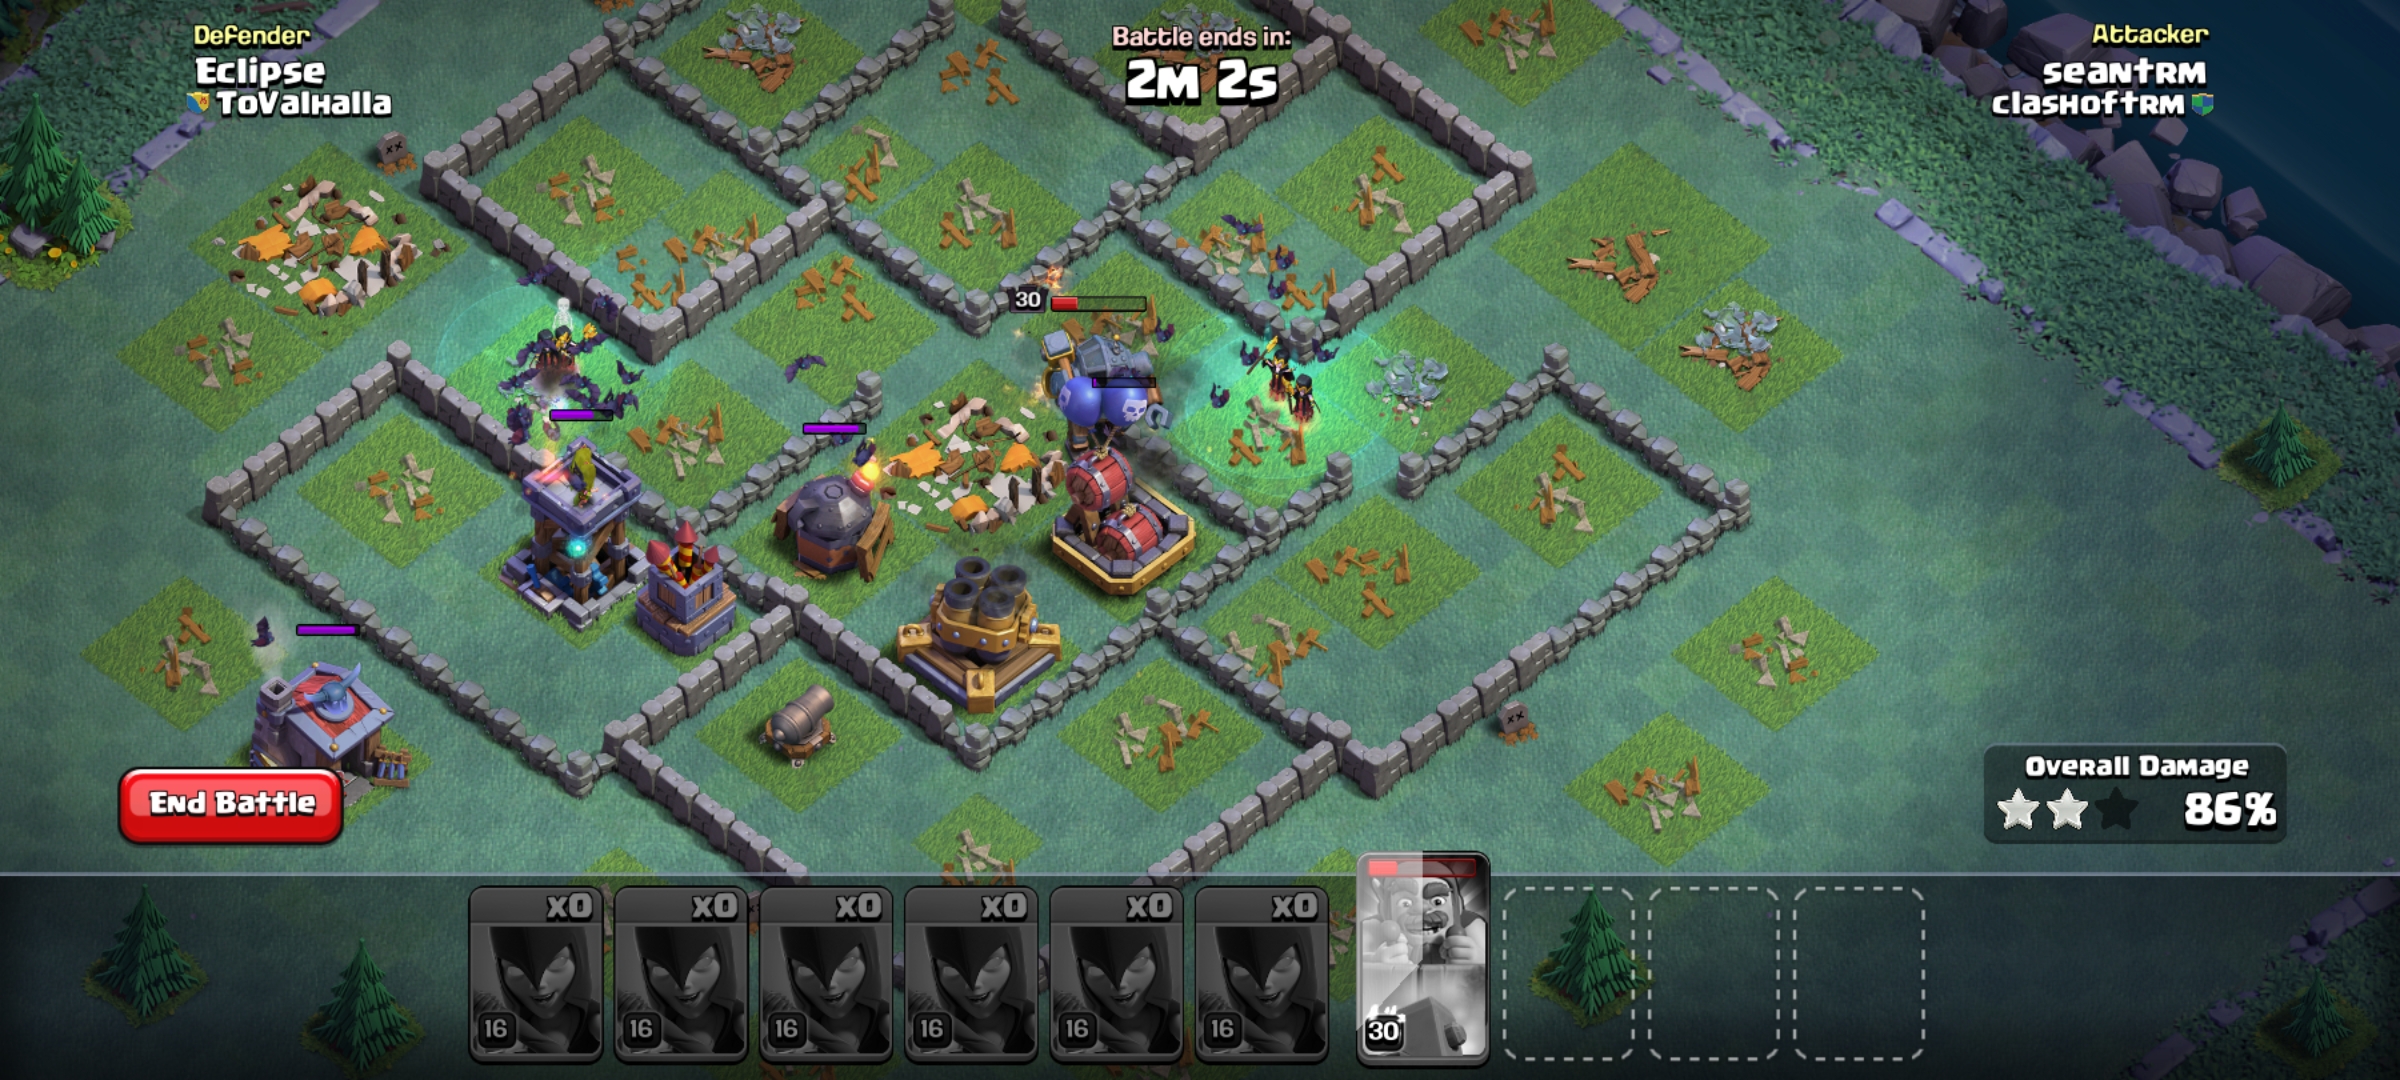 Defender
Eclipse
ToValHalla
Battle ends in:
2M 2s
Attacker
seantRM
clashoftRM
30
End Battle
Overall Damage
86%
x0
x0
x0
x0
x0
x0
16
16
16
16
16
16
30